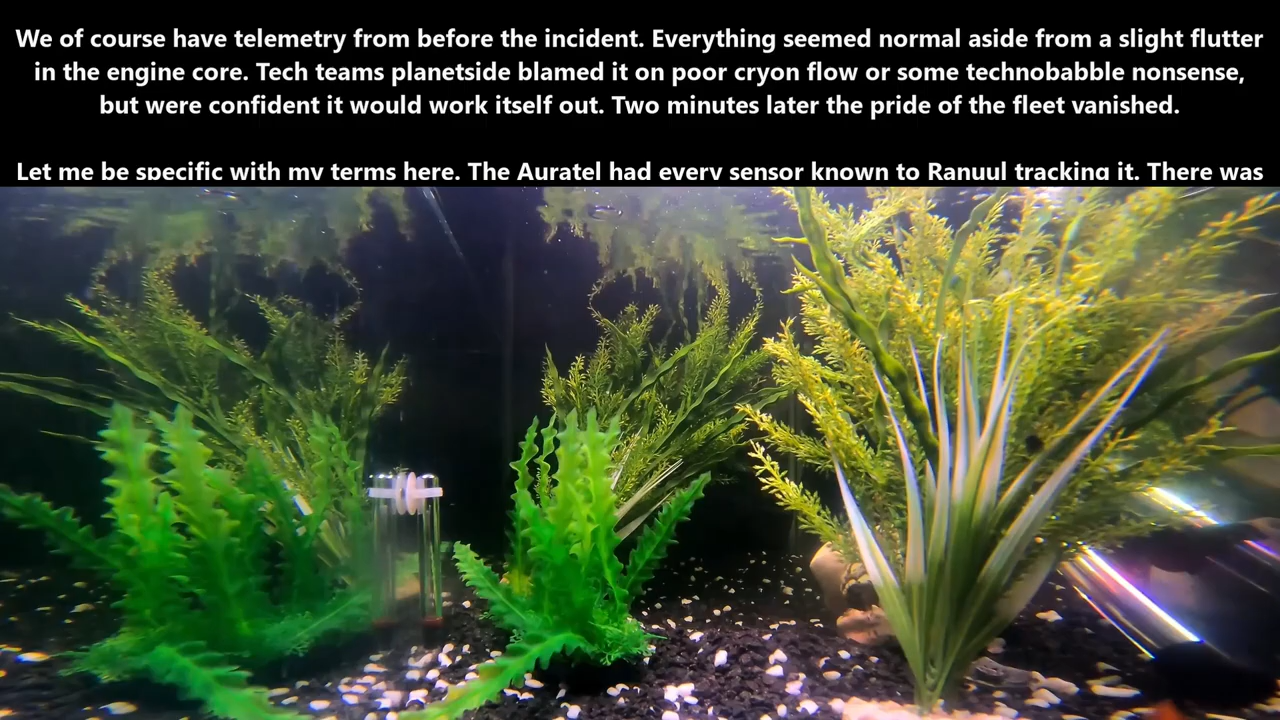 We of course have telemetry from before the incident. Everything seemed normal aside from a slight flutter
in the engine core. Tech teams planetside blamed it on poor cryon flow or some technobabble nonsense,
but were confident it would work itself out. Two minutes later the pride of the fleet vanished.
Let me be specific with my terms here. The Auratel had every sensor known to Ranuul tracking it. There was